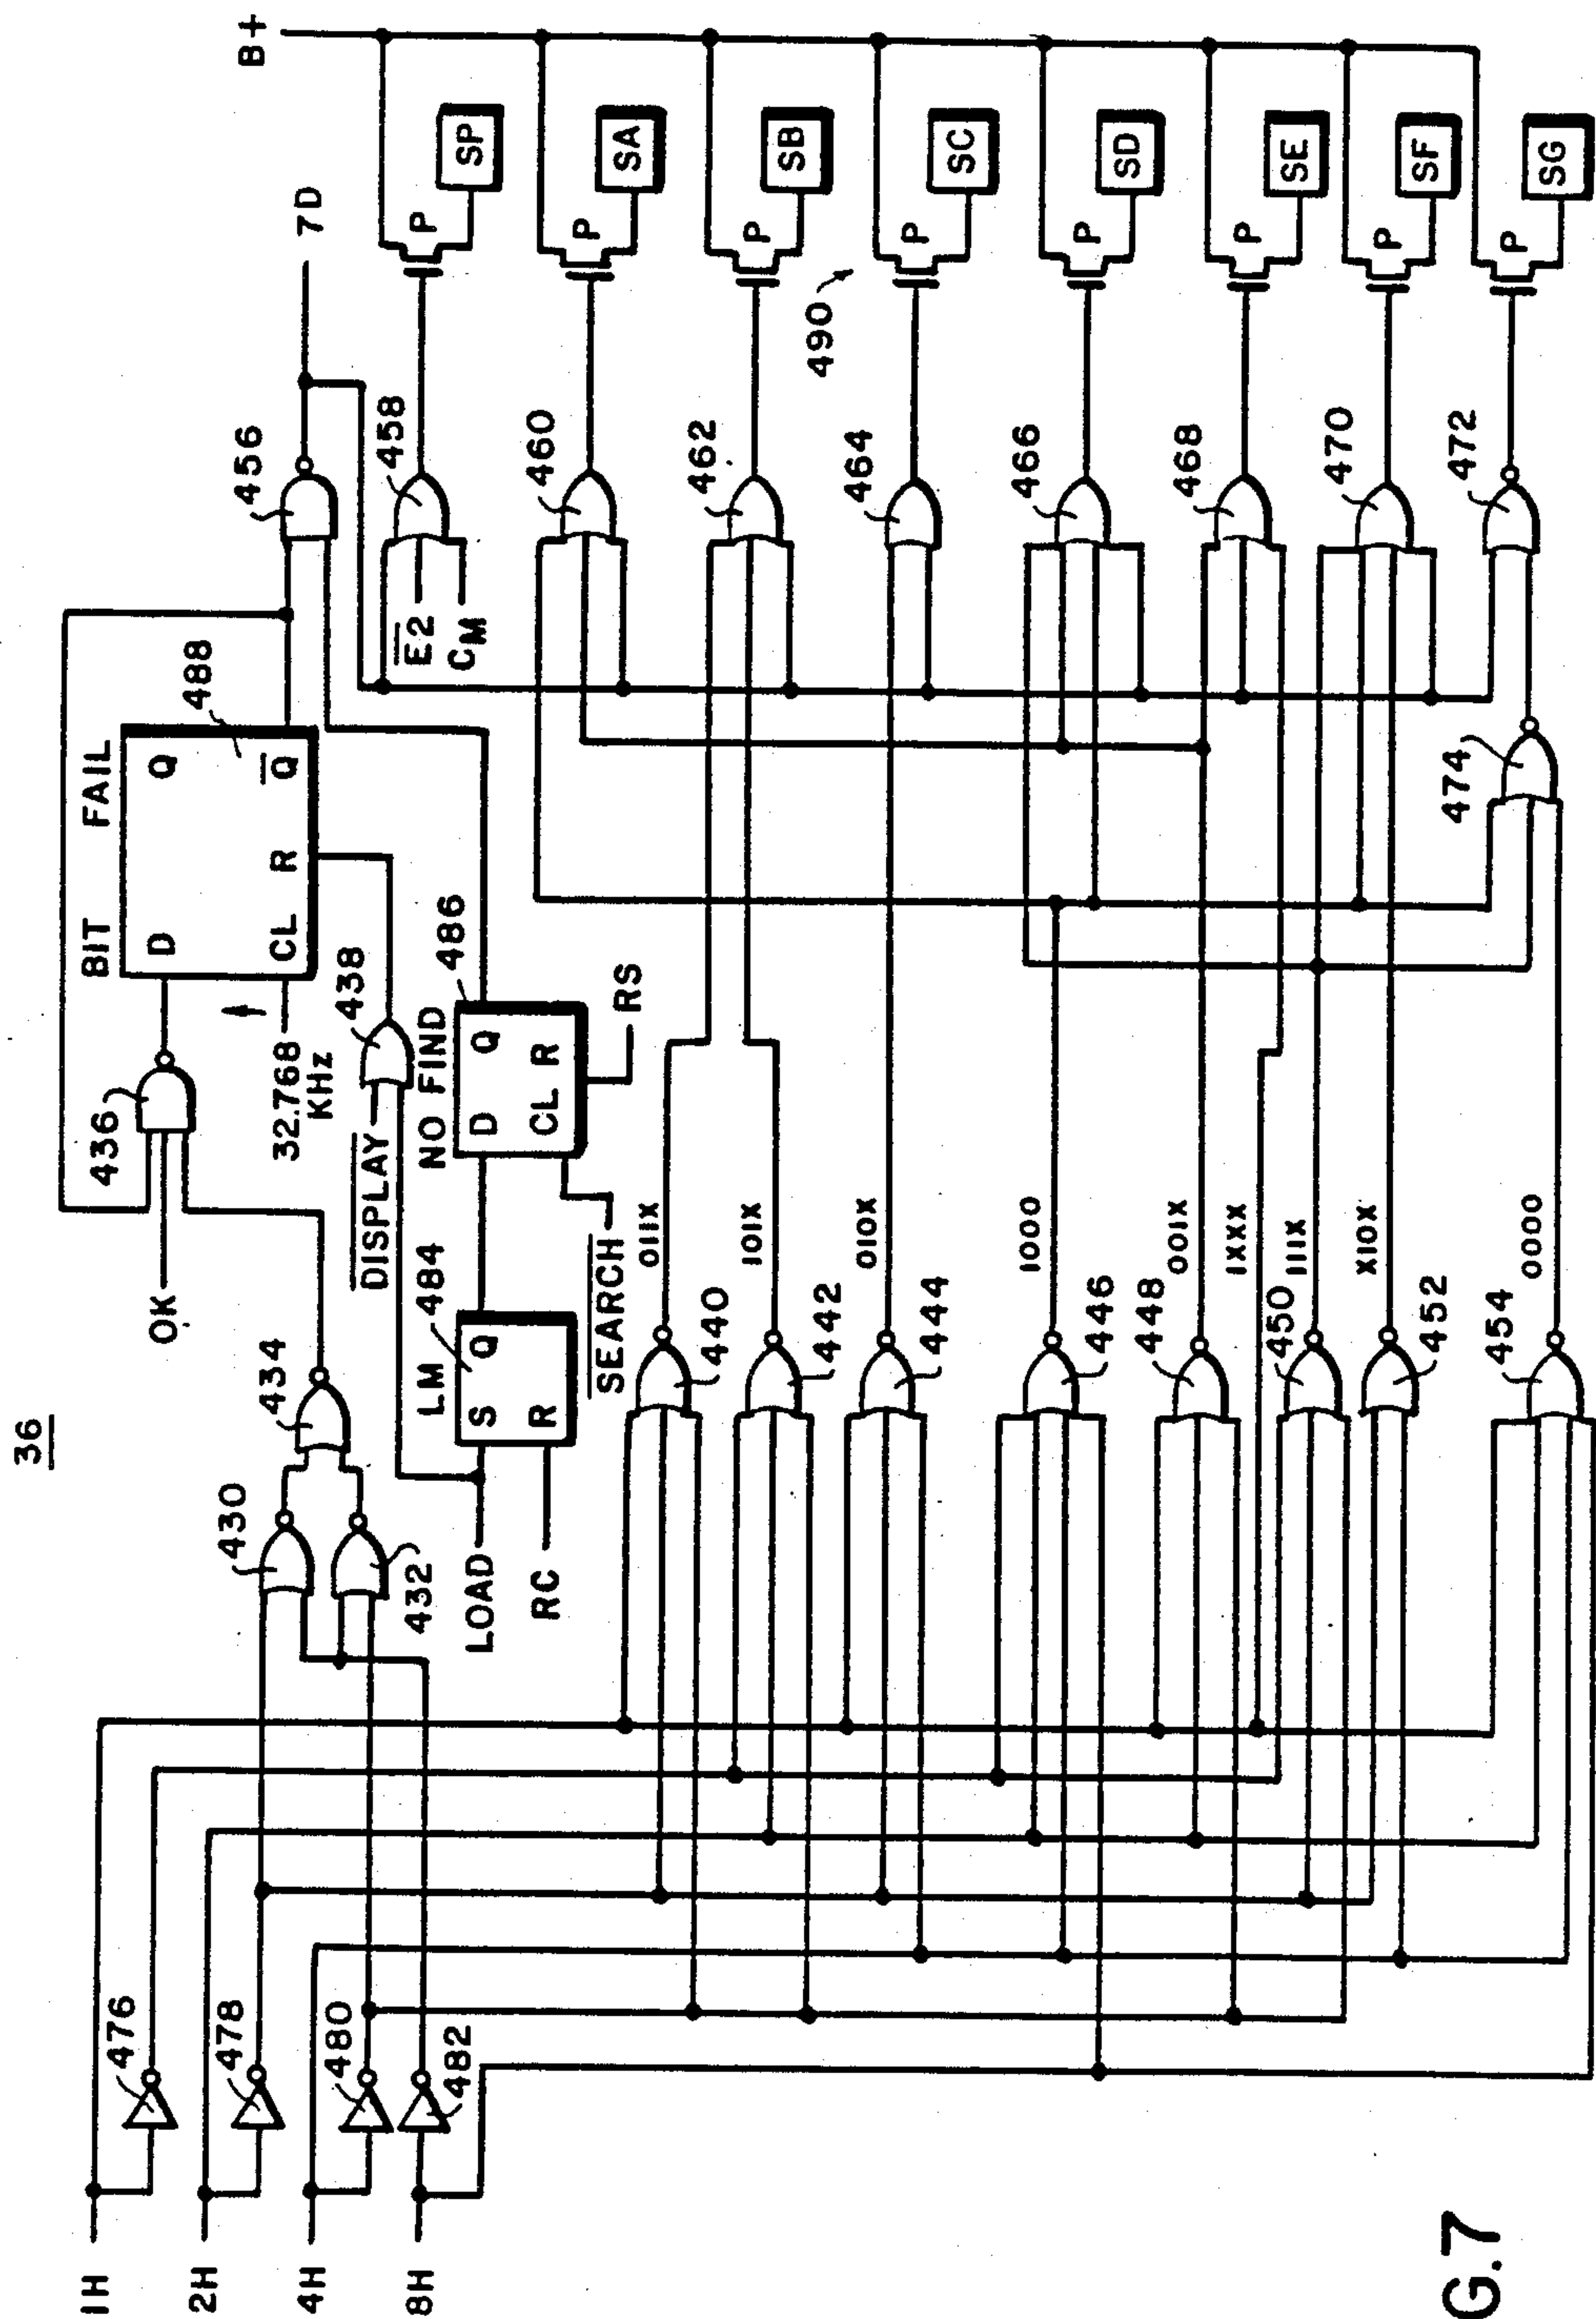 36
1H
2H
4H
8H
476
478
480
482
430
432
434
OK
436
32.768
KHz
BIT FAIL
D
Q
CL
R
Q̅
488
456
7D
B+
438
D̅I̅S̅P̅L̅A̅Y̅
LOAD
RC
LM
484
S
Q
R
NO FIND
486
D
Q
CL
R
S̅E̅A̅R̅C̅H̅
RS
E̅2̅
CM
458
P
SP
440
011X
460
P
SA
442
101X
462
P
SB
444
010X
464
490
P
SC
446
1000
466
P
SD
448
001X
1XXX
468
P
SE
450
111X
452
X10X
470
P
SF
454
0000
474
472
P
SG
G.7